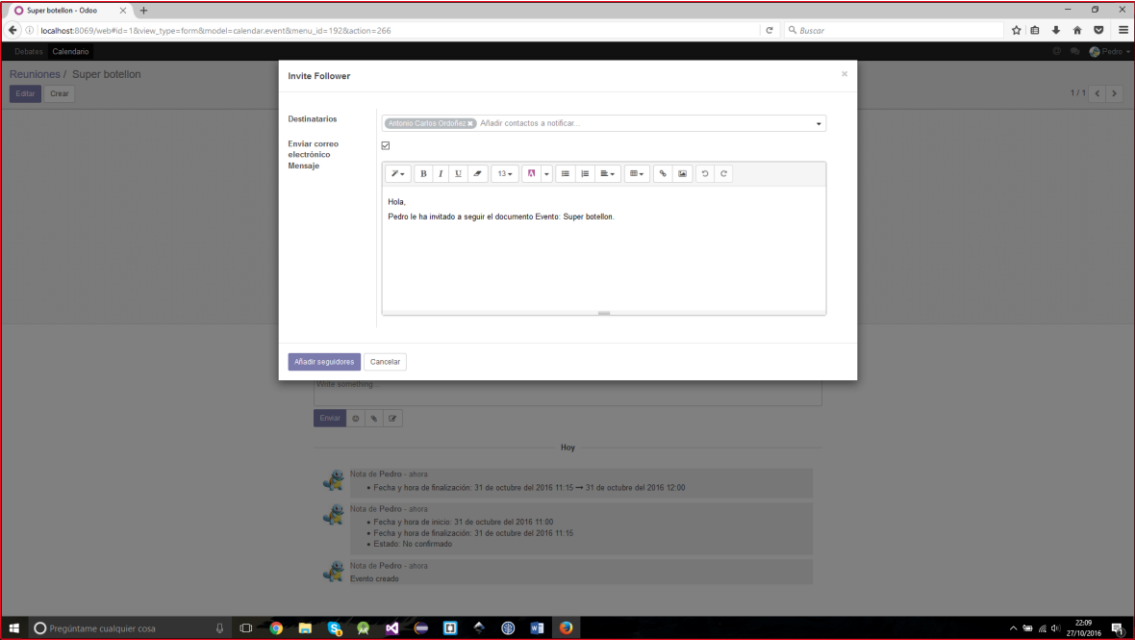 Super botellon - Odoo
localhost:8069/web#id=1&view_type=form&model=calendar.event&menu_id=192&action=266
Buscar
Debates Calendario
Pedro
Reuniones / Super botellon
Editar Crear
1 / 1
Invite Follower
Destinatarios
Antonio Carlos Ordoñez Añadir contactos a notificar...
Enviar correo
electrónico
Mensaje
B I U 13 A
Hola,
Pedro le ha invitado a seguir el documento Evento: Super botellon.
Añadir seguidores Cancelar
Write something...
Enviar
Hoy
Nota de Pedro - ahora
• Fecha y hora de finalización: 31 de octubre del 2016 11:15 → 31 de octubre del 2016 12:00
Nota de Pedro - ahora
• Fecha y hora de inicio: 31 de octubre del 2016 11:00
• Fecha y hora de finalización: 31 de octubre del 2016 11:15
• Estado: No confirmado
Nota de Pedro - ahora
Evento creado
Pregúntame cualquier cosa
22:09
27/10/2016